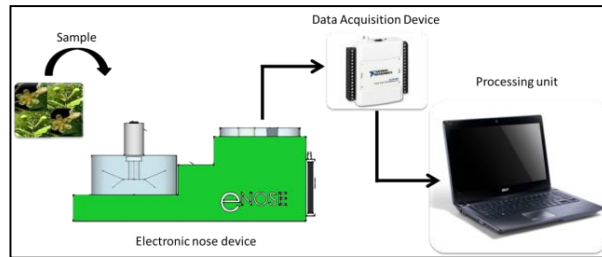 Sample
Data Acquisition Device
Processing unit
eNOSE
Electronic nose device